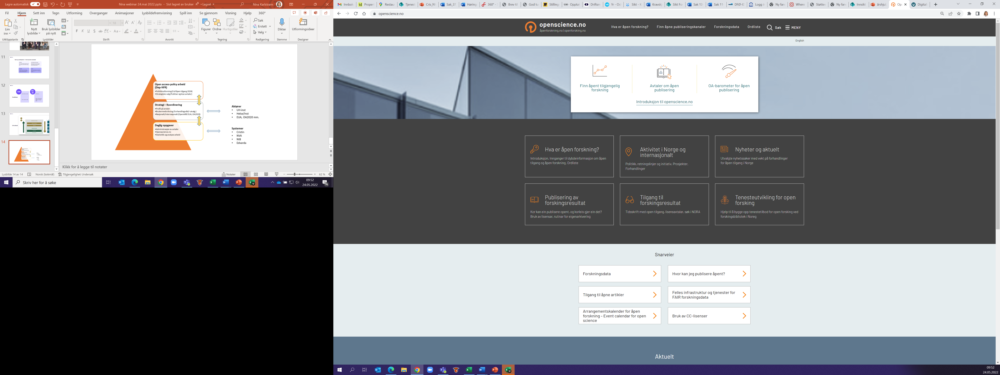 Lagre automatisk
Nina webinar 24.mai 2022.pptx - Sist lagret av bruker • Lagret
Nina Karlstrøm
Fil Hjem Sett inn Tegn Utforming Overganger Animasjoner Lysbildefremvisning Spill inn Se gjennom Visning Hjelp 360°
Lim inn
Nytt lysbilde
Bruk lysbilder på nytt
18
F K U S ab AV Aa A
Figurer Ordne Hurtigstiler
Søk
Erstatt
Velg
Dikter
Utformingsideer
Utklippstavle Lysbilder Skrift Avsnitt Tegning Redigering Stemme Designer
11
12
13
14
Open access-policy arbeid
(Dep-NFR)
•Politikkutforming (Full åpen tilgang 2024)
•Strategiske valg (Publiser og lese-avtaler)
Strategi – Koordinering
•Profil på avtaler
•Brukermedvirkning (Forhandlingsråd/-utvalg.)
•Nasjonalt/internasjonalt (OpenAIRE EUA, OA2020)
Daglig oppgaver
•Administrasjon av avtaler
•Openscience.no
•Statistikk og analyse-arbeid
Aktører
• UH-inst
• Helse/Inst
• EUA, OA2020 mm.
Systemer
• Cristin
• NVA
• NIB
• Edvarda
Klikk for å legge til notater
Lysbilde 14 av 14 Norsk (bokmål) Tilgjengelighet: Undersøk Notater 62 %
Skriv her for å søke
09:52
24.05.2022
16
openscience.no
openscience.no
åpenforskning.no | openforsking.no
Hva er åpen forskning? Finn åpne publiseringskanaler Forskningsdata Ordliste Søk MENY
English
Finn åpent tilgjengelig
forskning
Avtaler om åpen
publisering
OA-barometer for åpen
publisering
Introduksjon til openscience.no
Hva er åpen forskning?
Introduksjon. Innganger til dybdeinformasjon om åpen
tilgang og åpen forskning. Ordliste
Aktivitet i Norge og
internasjonalt
Politikk, retningslinjer og initiativ. Prosjekter.
Forhandlinger
Nyheter og aktuelt
Utvalgte nyhetssaker med vekt på forhandlinger
for åpen tilgang i Norge
Publisering av
forskingsresultat
Kor kan ein publisere opent, og korleis gjer ein det?
Bruk av lisensar, rutinar for eigenarkivering
Tilgang til
forskingsresultat
Tidsskrift med open tilgang, lisensavtalar, søk i NORA
Tenesteutvikling for open
forsking
Hjelp til å bygge opp tenestetilbod for open forsking ved
forskingsbibliotek i Noreg
Snarveier
Forskningsdata
Hvor kan jeg publisere åpent?
Tilgang til åpne artikler
Felles infrastruktur og tjenester for
FAIR forskningsdata
Arrangementskalender for åpen
forskning – Event calendar for open
science
Bruk av CC-lisenser
Aktuelt
09:52
24.05.2022